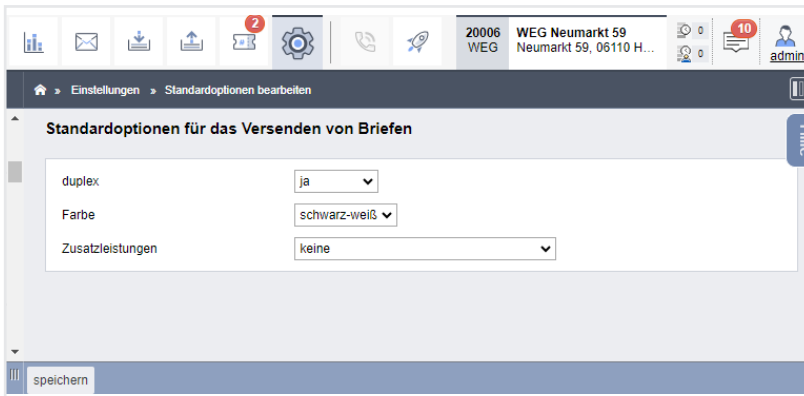 2
20006
WEG
WEG Neumarkt 59
Neumarkt 59, 06110 H...
0
0
10
admin
» Einstellungen » Standardoptionen bearbeiten
Standardoptionen für das Versenden von Briefen
duplex ja
Farbe schwarz-weiß
Zusatzleistungen keine
speichern